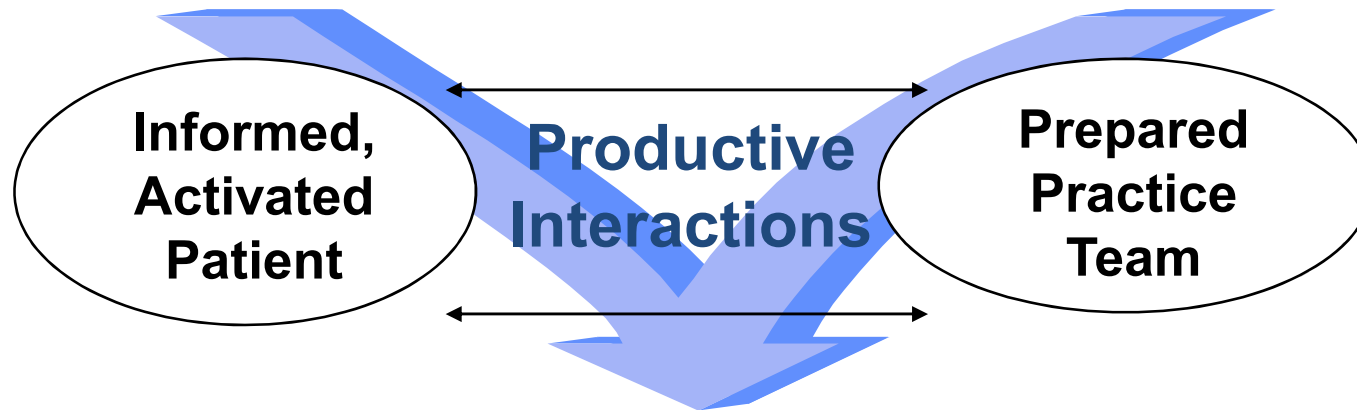 Informed,
Activated
Patient
Productive
Interactions
Prepared
Practice
Team